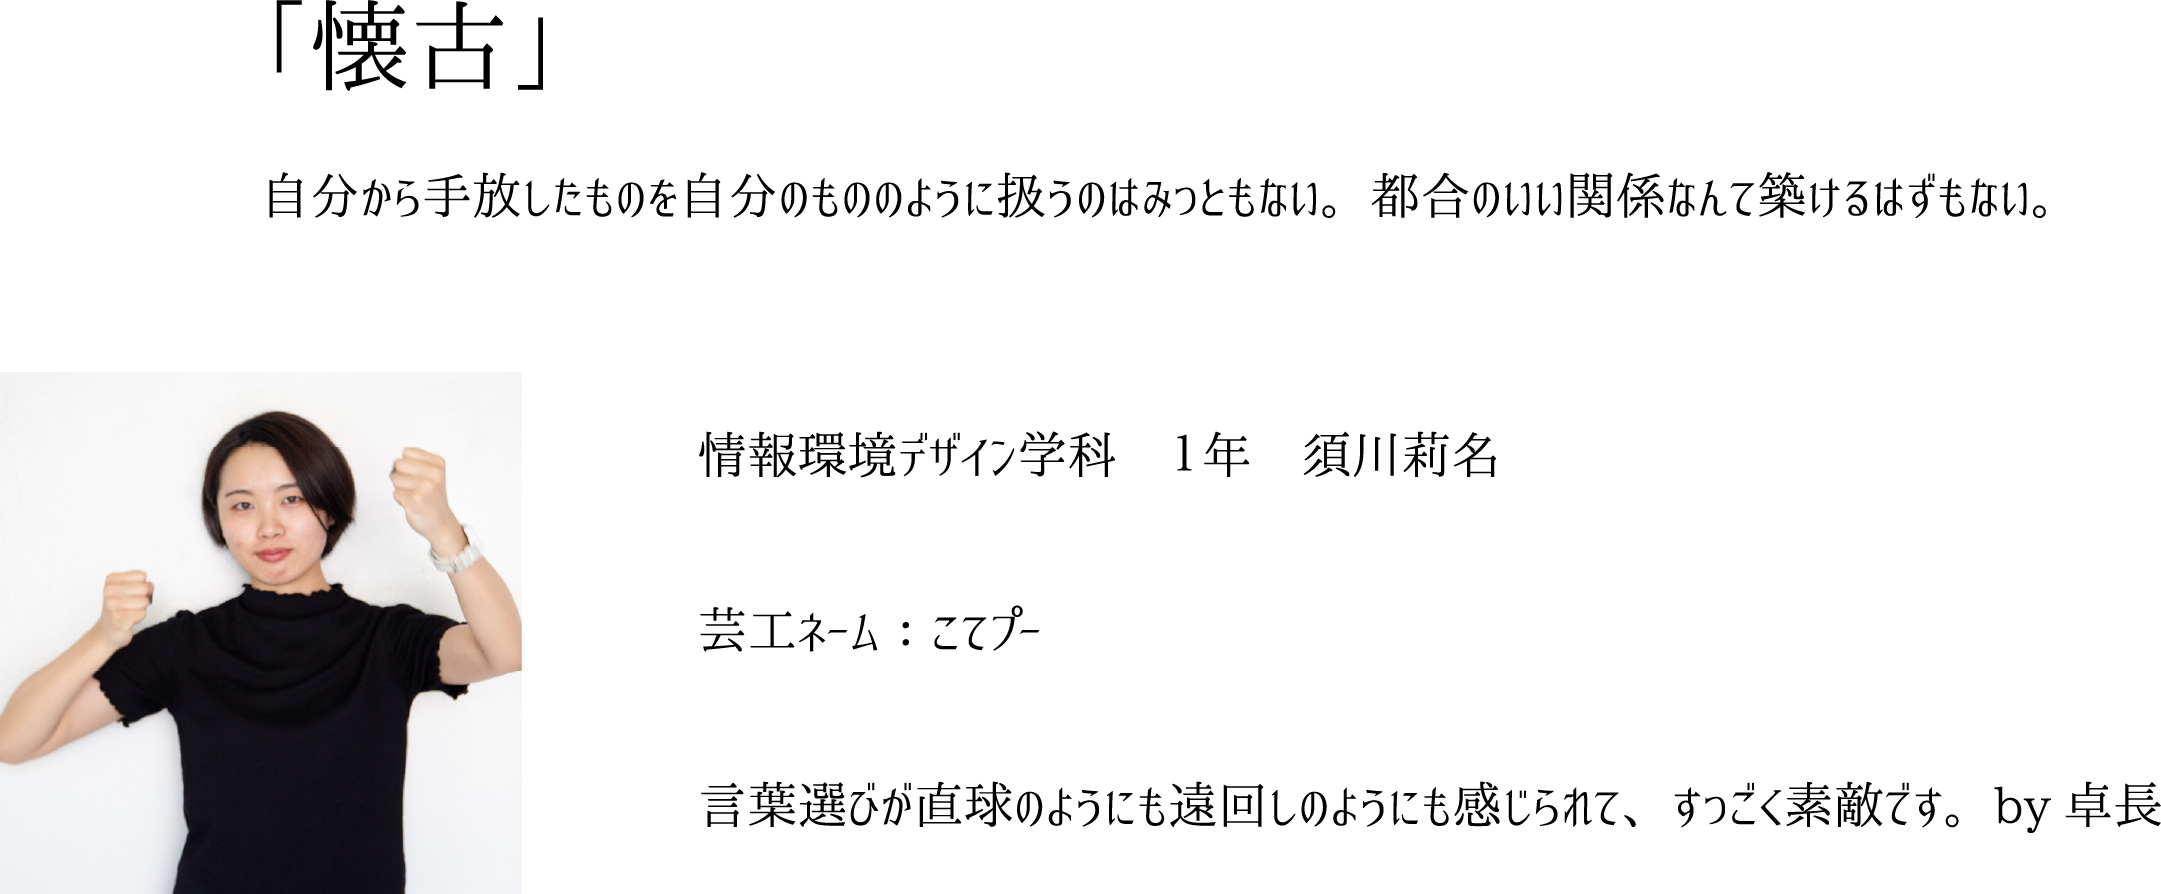 「懐古」
自分から手放したものを自分のもののように扱うのはみっともない。都合のいい関係なんて築けるはずもない。
情報環境デザイン学科　1年　須川莉名
芸工ネーム：こてプー
言葉選びが直球のようにも遠回しのようにも感じられて、すっごく素敵です。by 卓長